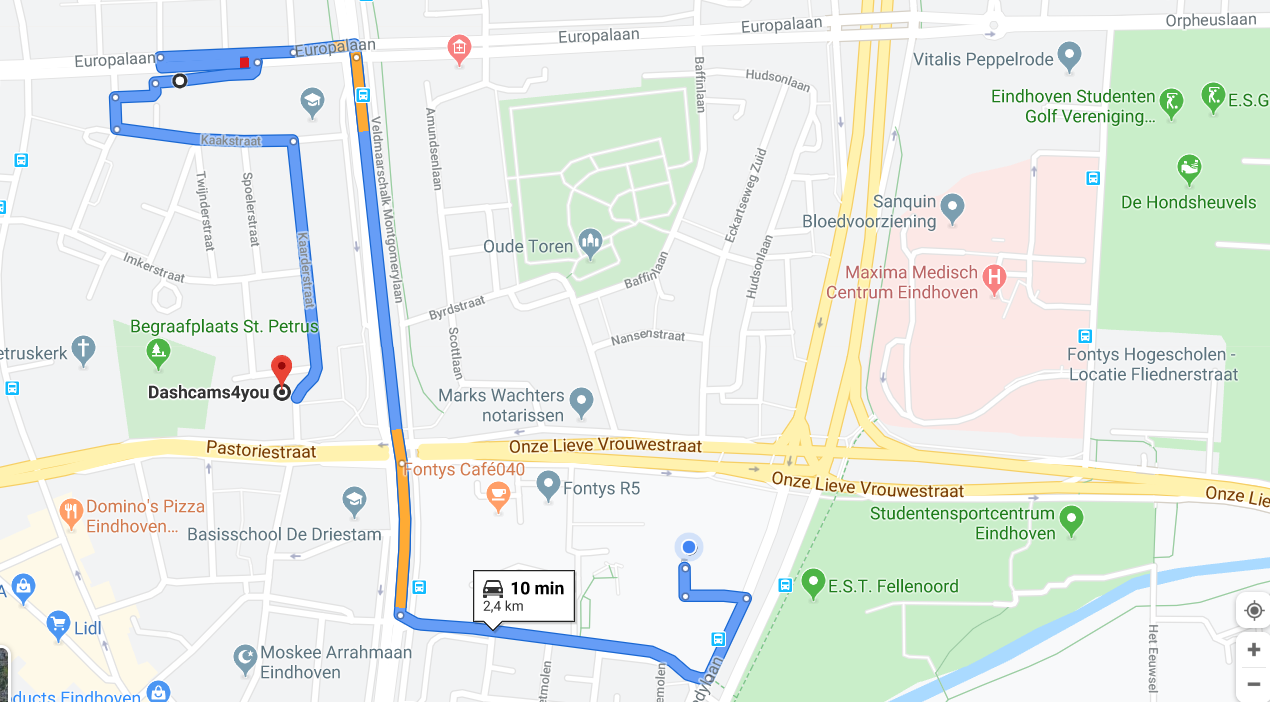 Orpheuslaan
Europalaan
Europalaan
Europalaan
Europalaan
Vitalis Peppelrode
Baffinlaan
Hudsonlaan
Eindhoven Studenten
Golf Vereniging...
E.S.G
Amundsenlaan
Veldmaarschalk Montgomerylaan
Kaakstraat
Twijnderstraat
Spoelerstraat
Eckartseweg Zuid
De Hondsheuvels
Sanquin
Bloedvoorziening
Kaarderstraat
Oude Toren
Imkerstraat
Baffinlaan
Hudsonlaan
Maxima Medisch
Centrum Eindhoven
H
Byrdstraat
Begraafplaats St. Petrus
Nansenstraat
Scottlaan
etruskerk
Fontys Hogescholen -
Locatie Fliednerstraat
Dashcams4you
Marks Wachters
notarissen
Pastoriestraat
Onze Lieve Vrouwestraat
Fontys Café040
Fontys R5
Onze Lieve Vrouwestraat
Onze Lie
Domino's Pizza
Eindhoven...
Basisschool De Driestam
Studentensportcentrum
Eindhoven
10 min
2,4 km
E.S.T. Fellenoord
A
Lidl
Moskee Arrahmaan
Eindhoven
Het Eeuwsel
etmolen
emolen
edylaan
ducts Eindhoven